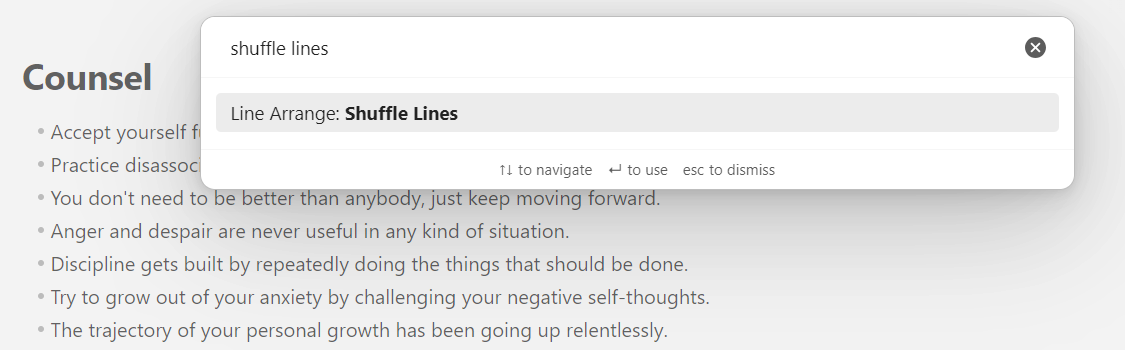 shuffle lines
Line Arrange: Shuffle Lines
↑↓ to navigate ↵ to use esc to dismiss
Counsel
• Accept yourself
• Practice
• You don't need to be better than anybody, just keep moving forward.
• Anger and despair are never useful in any kind of situation.
• Discipline gets built by repeatedly doing the things that should be done.
• Try to grow out of your anxiety by challenging your negative self-thoughts.
• The trajectory of your personal growth has been going up relentlessly.